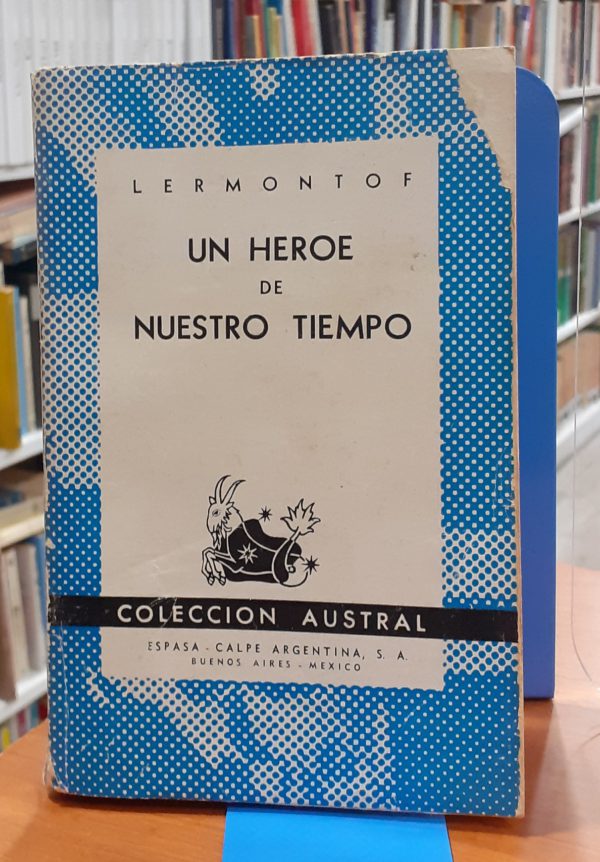 LERMONTOF
UN HEROE
DE
NUESTRO TIEMPO
COLECCION AUSTRAL
ESPASA - CALPE ARGENTINA, S. A.
BUENOS AIRES - MEXICO